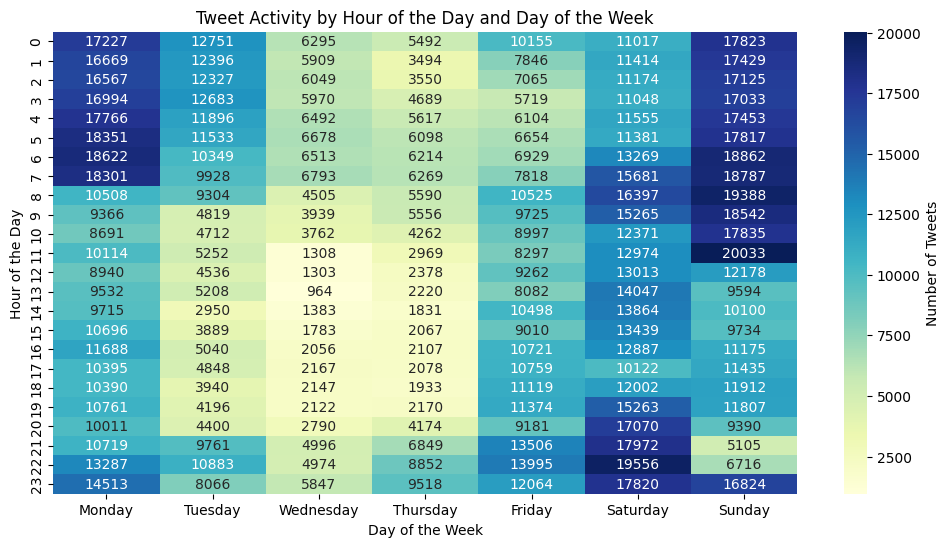 Tweet Activity by Hour of the Day and Day of the Week
Hour of the Day
0 17227 12751 6295 5492 10155 11017 17823
1 16669 12396 5909 3494 7846 11414 17429
2 16567 12327 6049 3550 7065 11174 17125
3 16994 12683 5970 4689 5719 11048 17033
4 17766 11896 6492 5617 6104 11555 17453
5 18351 11533 6678 6098 6654 11381 17817
6 18622 10349 6513 6214 6929 13269 18862
7 18301 9928 6793 6269 7818 15681 18787
8 10508 9304 4505 5590 10525 16397 19388
9 9366 4819 3939 5556 9725 15265 18542
10 8691 4712 3762 4262 8997 12371 17835
11 10114 5252 1308 2969 8297 12974 20033
12 8940 4536 1303 2378 9262 13013 12178
13 9532 5208 964 2220 8082 14047 9594
14 9715 2950 1383 1831 10498 13864 10100
15 10696 3889 1783 2067 9010 13439 9734
16 11688 5040 2056 2107 10721 12887 11175
17 10395 4848 2167 2078 10759 10122 11435
18 10390 3940 2147 1933 11119 12002 11912
19 10761 4196 2122 2170 11374 15263 11807
20 10011 4400 2790 4174 9181 17070 9390
21 10719 9761 4996 6849 13506 17972 5105
22 13287 10883 4974 8852 13995 19556 6716
23 14513 8066 5847 9518 12064 17820 16824
Monday Tuesday Wednesday Thursday Friday Saturday Sunday
Day of the Week
20000
17500
15000
12500
10000
7500
5000
2500
Number of Tweets